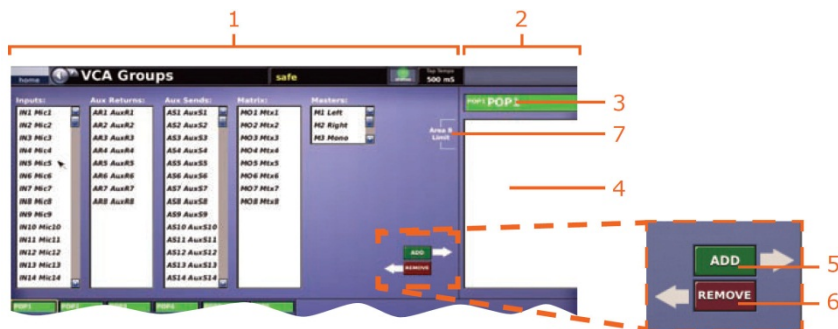 1
2
home
VCA Groups
safe
Tap Tempo
500 mS
Inputs:
IN1 Mic1
IN2 Mic2
IN3 Mic3
IN4 Mic4
IN5 Mic5
IN6 Mic6
IN7 Mic7
IN8 Mic8
IN9 Mic9
IN10 Mic10
IN11 Mic11
IN12 Mic12
IN13 Mic13
IN14 Mic14
Aux Returns:
AR1 AuxR1
AR2 AuxR2
AR3 AuxR3
AR4 AuxR4
AR5 AuxR5
AR6 AuxR6
AR7 AuxR7
AR8 AuxR8
Aux Sends:
AS1 AuxS1
AS2 AuxS2
AS3 AuxS3
AS4 AuxS4
AS5 AuxS5
AS6 AuxS6
AS7 AuxS7
AS8 AuxS8
AS9 AuxS9
AS10 AuxS10
AS11 AuxS11
AS12 AuxS12
AS13 AuxS13
AS14 AuxS14
Matrix:
MO1 Mtx1
MO2 Mtx2
MO3 Mtx3
MO4 Mtx4
MO5 Mtx5
MO6 Mtx6
MO7 Mtx7
MO8 Mtx8
Masters:
M1 Left
M2 Right
M3 Mono
Area B
Limit
ADD
REMOVE
POP1 POP1
3
7
4
ADD
5
REMOVE
6